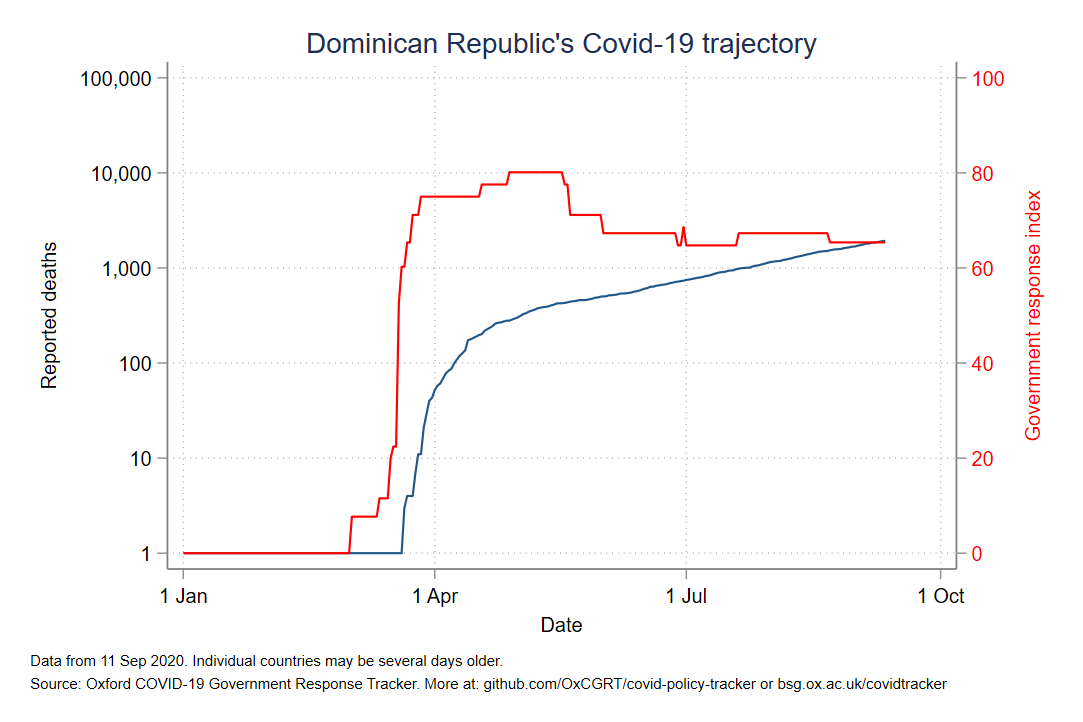 Dominican Republic's Covid-19 trajectory
100,000
10,000
1,000
100
10
1
Reported deaths
100
80
60
40
20
0
Government response index
1 Jan
1 Apr
1 Jul
1 Oct
Date
Data from 11 Sep 2020. Individual countries may be several days older.
Source: Oxford COVID-19 Government Response Tracker. More at: github.com/OxCGRT/covid-policy-tracker or bsg.ox.ac.uk/covidtracker